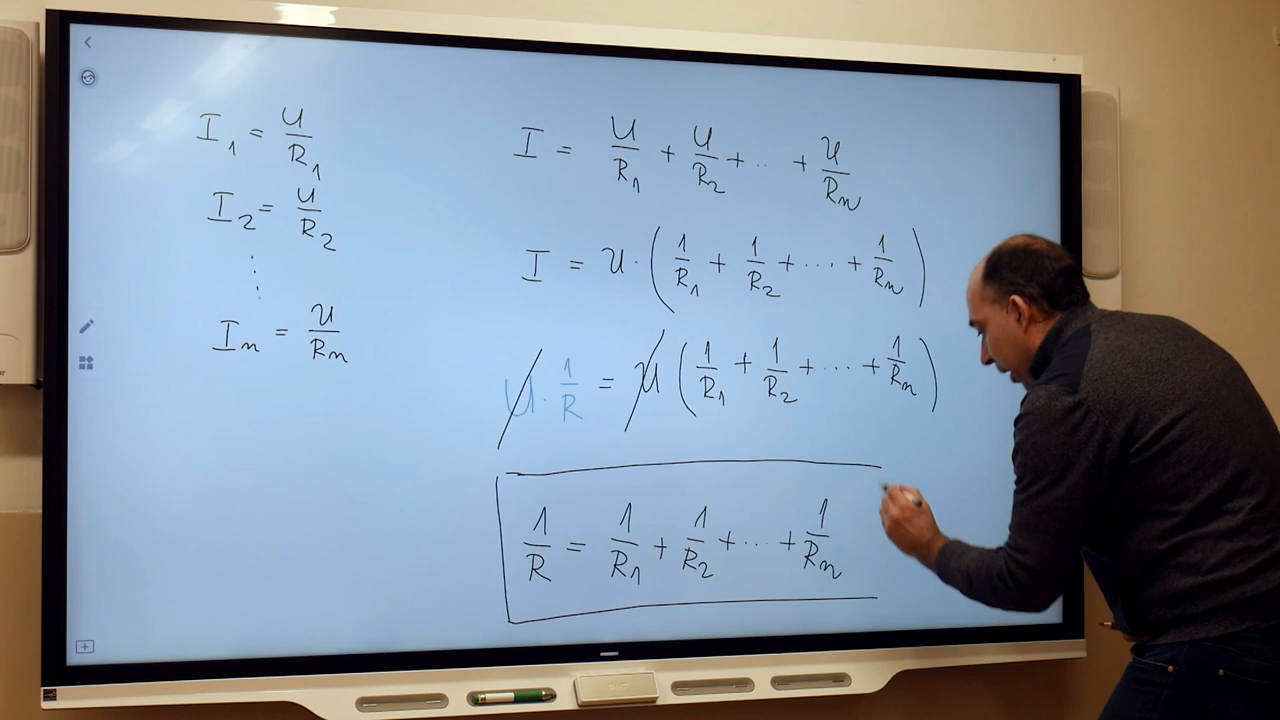 I₁ = U/R₁
I₂ = U/R₂
⋮
Iₙ = U/Rₙ
I = U/R₁ + U/R₂ + ‥ + U/Rₙ
I = U · (1/R₁ + 1/R₂ + ‥‥ + 1/Rₙ)
U · 1/R = U (1/R₁ + 1/R₂ + ‥· + 1/Rₙ)
1/R = 1/R₁ + 1/R₂ + ‥· + 1/Rₙ